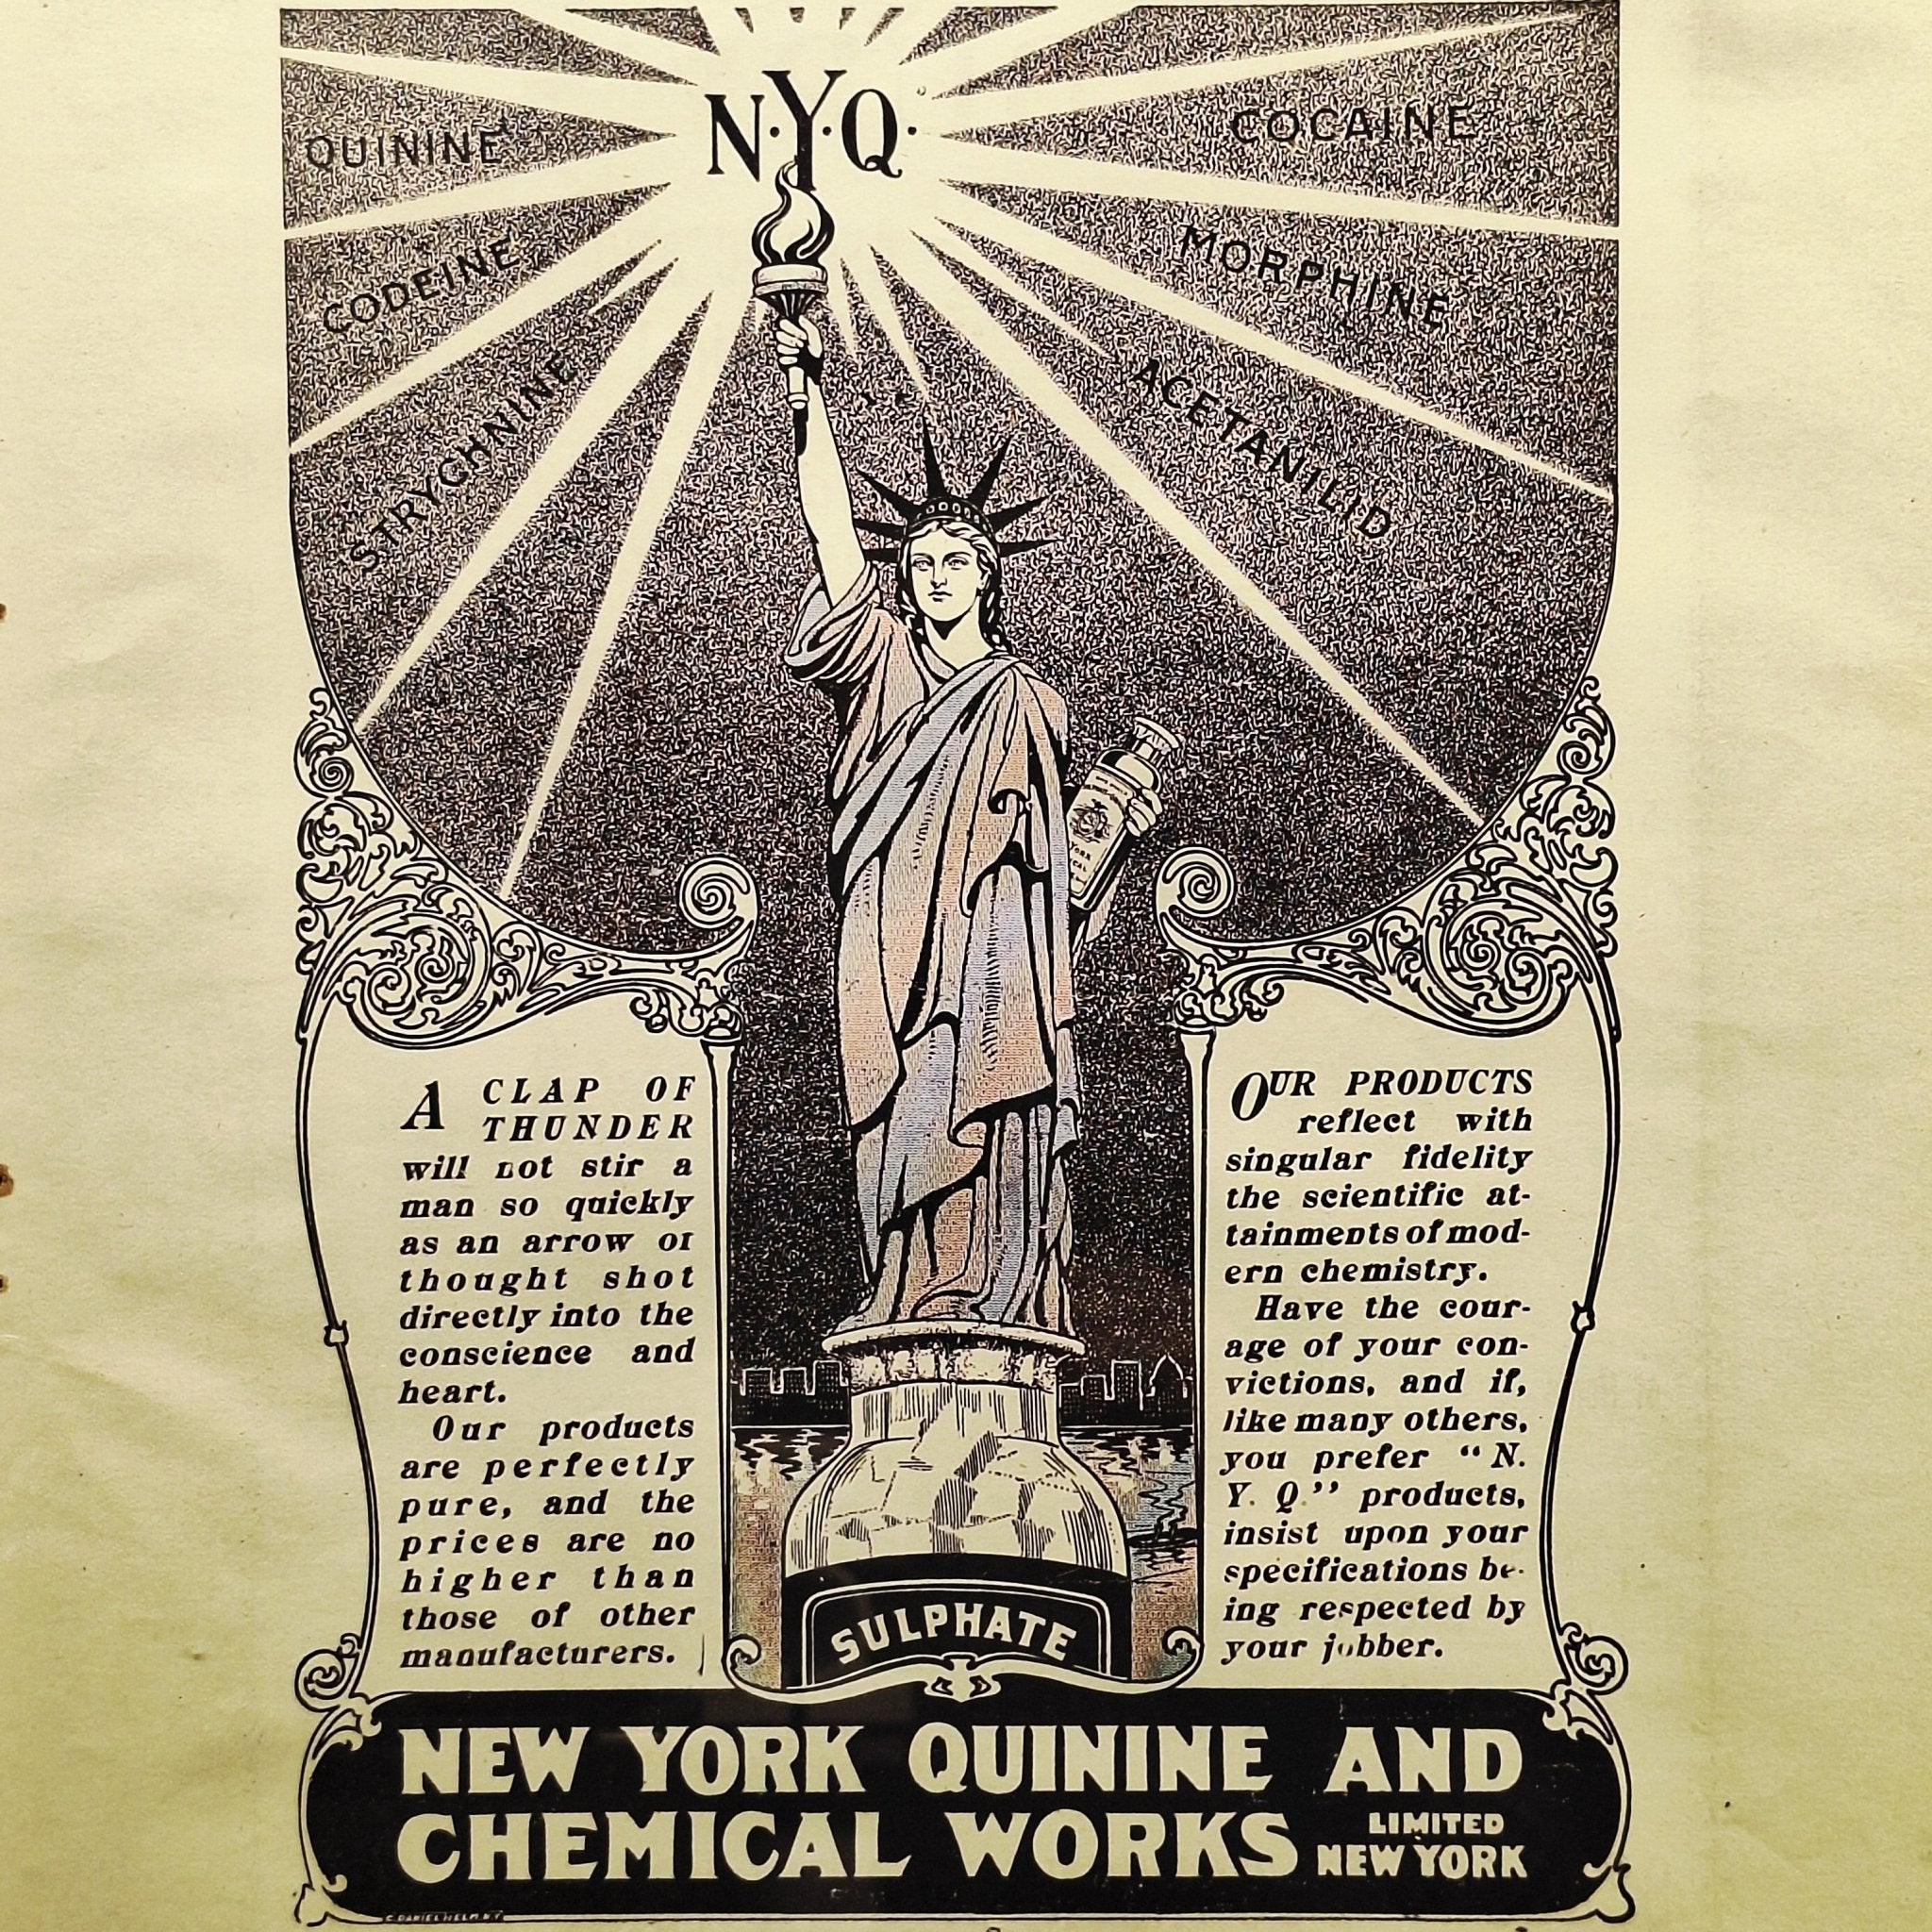 N·Y·Q·
QUININE
COCAINE
CODEINE
MORPHINE
STRYCHNINE
ACETANILID
A CLAP OF
THUNDER
will not stir a
man so quickly
as an arrow of
thought shot
directly into the
conscience and
heart.
Our products
are perfectly
pure, and the
prices are no
higher than
those of other
manufacturers.
OUR PRODUCTS
reflect with
singular fidelity
the scientific at-
tainments of mod-
ern chemistry.
Have the cour-
age of your con-
victions, and if,
like many others,
you prefer “N.
Y. Q.” products,
insist upon your
specifications be-
ing respected by
your jobber.
SULPHATE
NEW YORK QUININE AND
CHEMICAL WORKS LIMITED
NEW YORK
C. DANIEL HELM. N.Y.